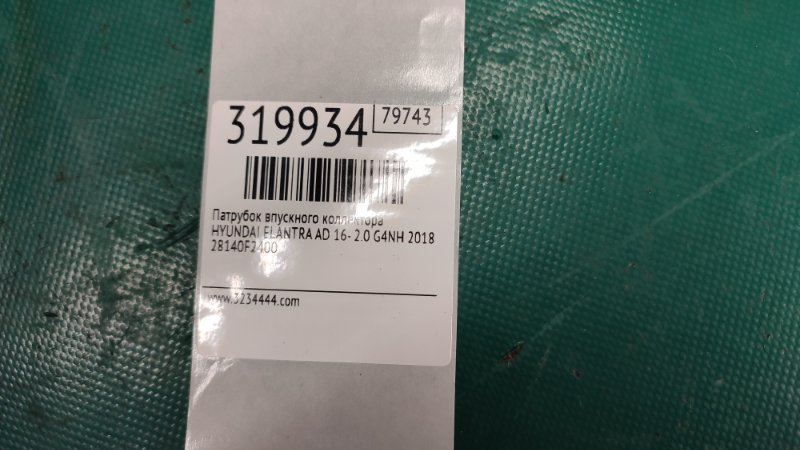 319934
79743
Патрубок впускного коллектора
HYUNDAI ELANTRA AD 16- 2.0 G4NH 2018
28140F2400
www.3234444.com